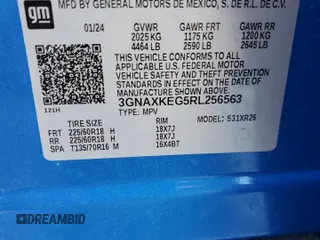 gm
MFD BY GENERAL MOTORS DE MEXICO, S. DE R.L. DE C.V.
01/24 GVWR GAWR FRT GAWR RR
2025 KG 1175 KG 1200 KG
4464 LB 2590 LB 2645 LB
THIS VEHICLE CONFORMS TO ALL
APPLICABLE U.S. FEDERAL MOTOR
VEHICLE SAFETY AND THEFT PREVENTION
STANDARDS IN EFFECT ON THE DATE OF
MANUFACTURE SHOWN ABOVE.
3GNAXKEG5RL256563
121H TYPE: MPV
MODEL: 531XR26
TIRE SIZE RIM
FRT 225/60R18 H 18X7J
RR 225/60R18 H 18X7J
SPA T135/70R16 M 16X4BT
DREAMBID